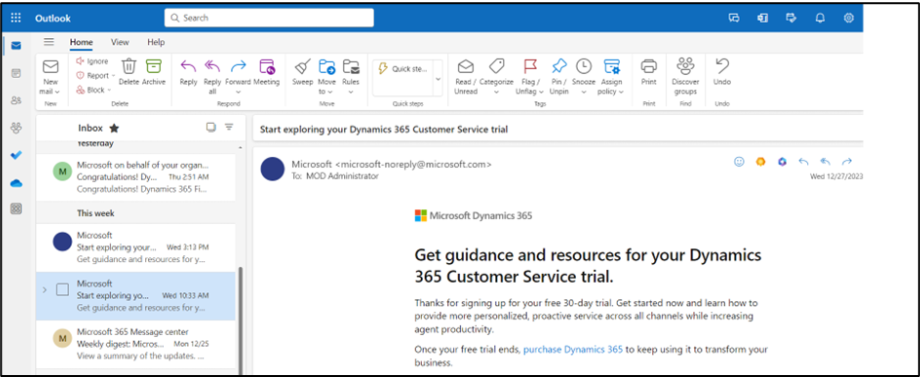 Outlook
Search
Home View Help
New mail
New
Ignore
Report
Block
Delete Archive
Delete
Reply Reply all Forward Meeting
Respond
Sweep Move to Rules
Move
Quick ste...
Quick steps
Read / Unread Categorize Flag / Unflag Pin / Unpin Snooze Assign policy
Tags
Print
Print
Discover groups
Find
Undo
Undo
Inbox
Yesterday
M
Microsoft on behalf of your organ...
Congratulations! Dy... Thu 2:51 AM
Congratulations! Dynamics 365 Fi...
This week
Microsoft
Start exploring your... Wed 3:13 PM
Get guidance and resources for y...
Microsoft
Start exploring yo... Wed 10:33 AM
Get guidance and resources for y...
M
Microsoft 365 Message center
Weekly digest: Micros... Mon 12/25
View a summary of the updates. ...
Start exploring your Dynamics 365 Customer Service trial
Microsoft <microsoft-noreply@microsoft.com>
To: MOD Administrator
Wed 12/27/2023
Microsoft Dynamics 365
Get guidance and resources for your Dynamics
365 Customer Service trial.
Thanks for signing up for your free 30-day trial. Get started now and learn how to
provide more personalized, proactive service across all channels while increasing
agent productivity.
Once your free trial ends, purchase Dynamics 365 to keep using it to transform your
business.